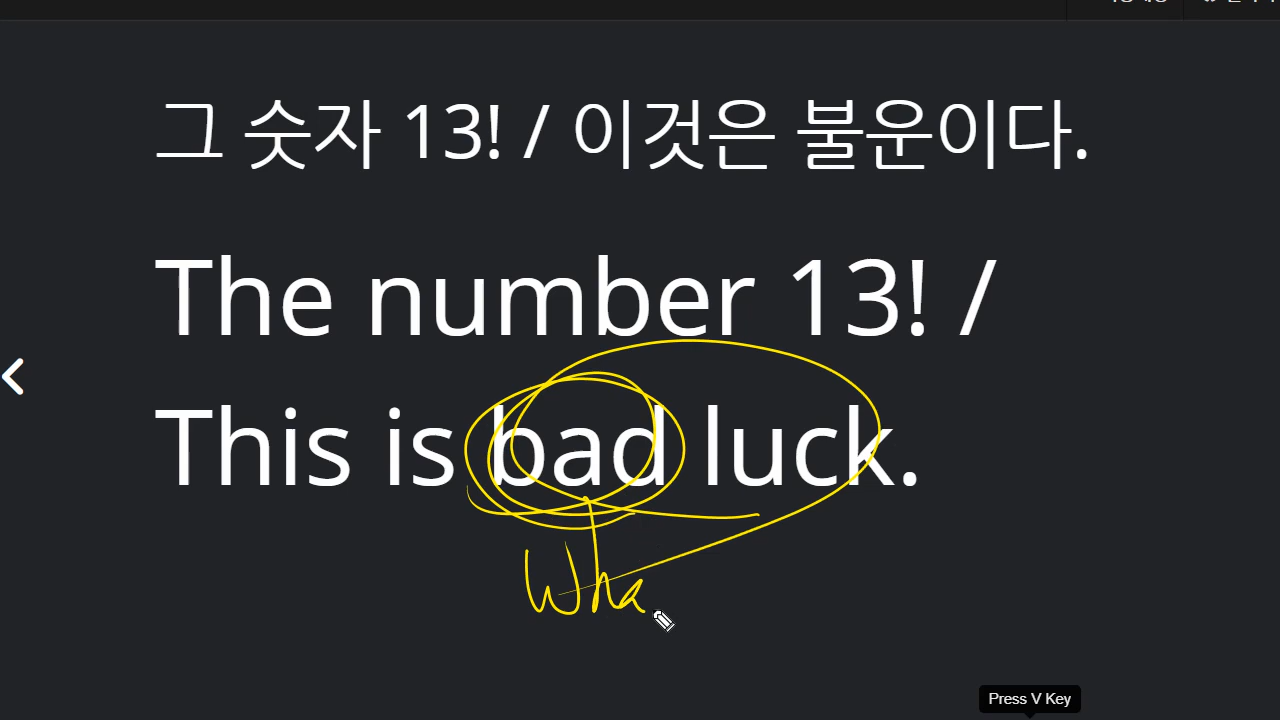 그 숫자 13! / 이것은 불운이다.
The number 13! /
This is bad luck.
Wha
Press V Key